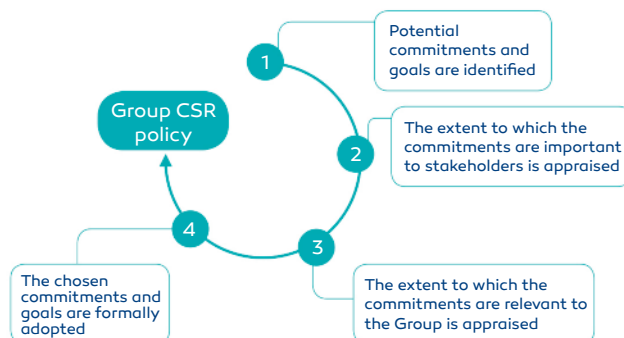 1
Potential
commitments and
goals are identified
Group CSR
policy
2
The extent to which the
commitments are important
to stakeholders is appraised
3
The extent to which the
commitments are relevant to
the Group is appraised
4
The chosen
commitments and
goals are formally
adopted